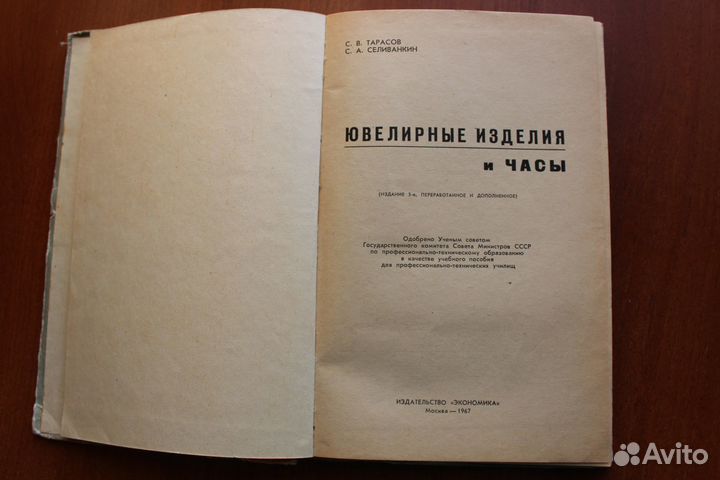 С. В. ТАРАСОВ
С. А. СЕЛИВАНКИН
ЮВЕЛИРНЫЕ ИЗДЕЛИЯ
и ЧАСЫ
(ИЗДАНИЕ 3-е, ПЕРЕРАБОТАННОЕ И ДОПОЛНЕННОЕ)
Одобрено Ученым советом
Государственного комитета Совета Министров СССР
по профессионально-техническому образованию
в качестве учебного пособия
для профессионально-технических училищ
ИЗДАТЕЛЬСТВО «ЭКОНОМИКА»
Москва — 1967
Avito